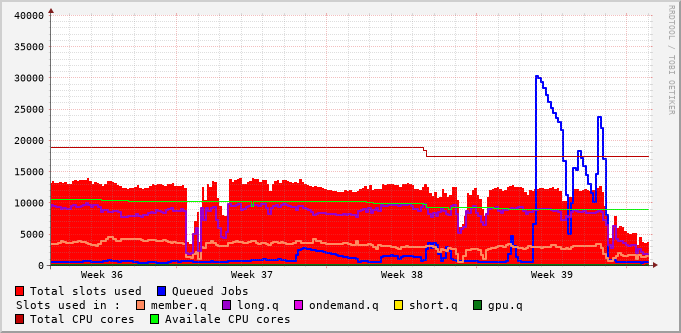 40000
35000
30000
25000
20000
15000
10000
5000
0
Week 36 Week 37 Week 38 Week 39
RRDTOOL / TOBI OETIKER
Total slots used Queued Jobs
Slots used in : member.q long.q ondemand.q short.q gpu.q
Total CPU cores Availale CPU cores